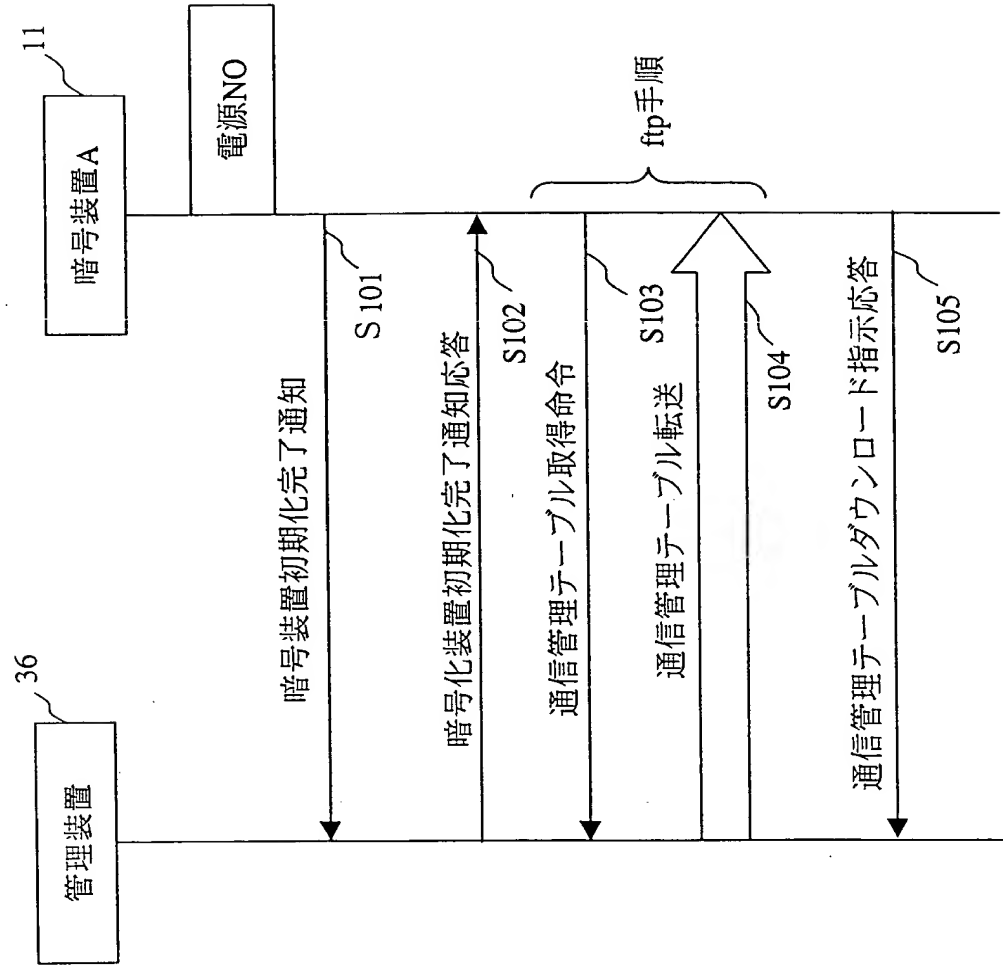 36
管理装置
11
暗号装置A
電源NO
暗号装置初期化完了通知
S101
暗号化装置初期化完了通知応答
S102
通信管理テーブル取得命令
S103
ftp手順
通信管理テーブル転送
S104
通信管理テーブルダウンロード指示応答
S105